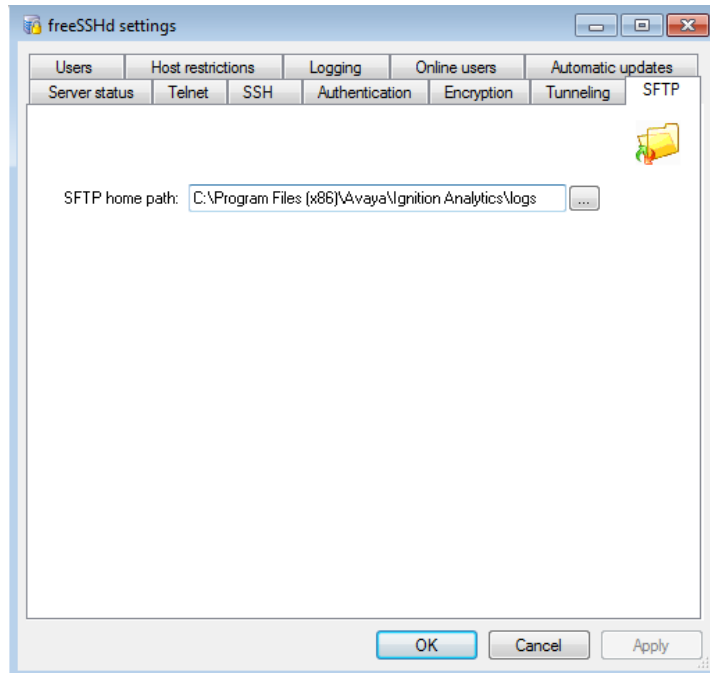 freeSSHd settings
Users Host restrictions Logging Online users Automatic updates
Server status Telnet SSH Authentication Encryption Tunneling SFTP
SFTP home path: C:\Program Files (x86)\Avaya\Ignition Analytics\logs ...
OK Cancel Apply